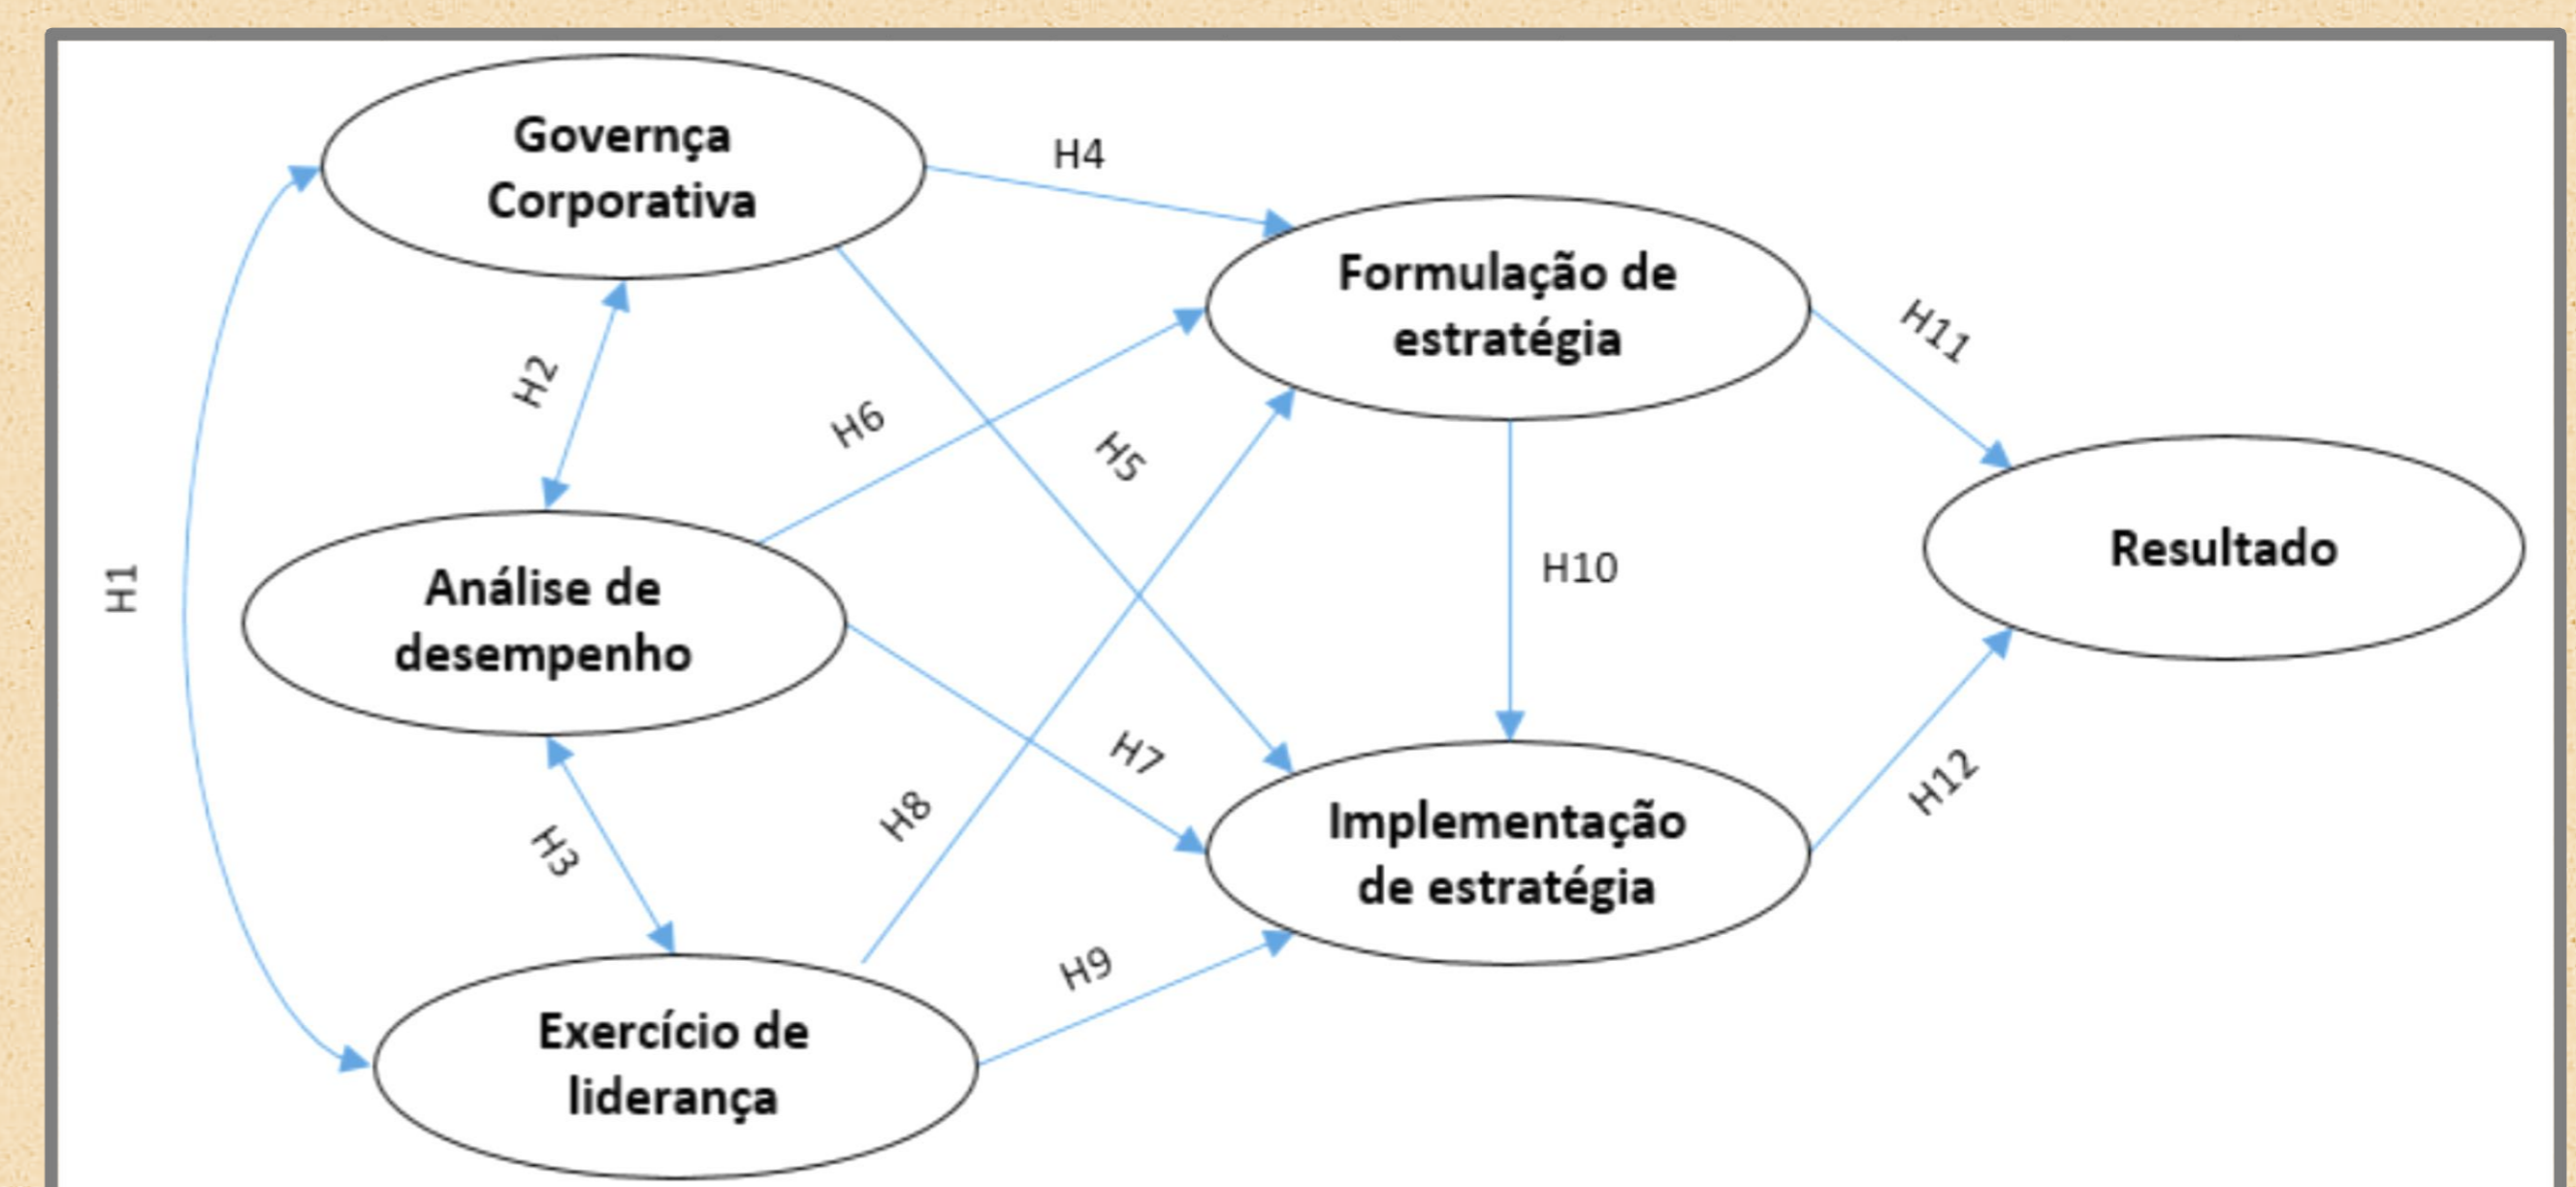 Governça
Corporativa
H4
Formulação de
estratégia
H11
H2
H6
H5
H1
Análise de
desempenho
H10
Resultado
H7
H8
H3
H12
Implementação
de estratégia
H9
Exercício de
liderança